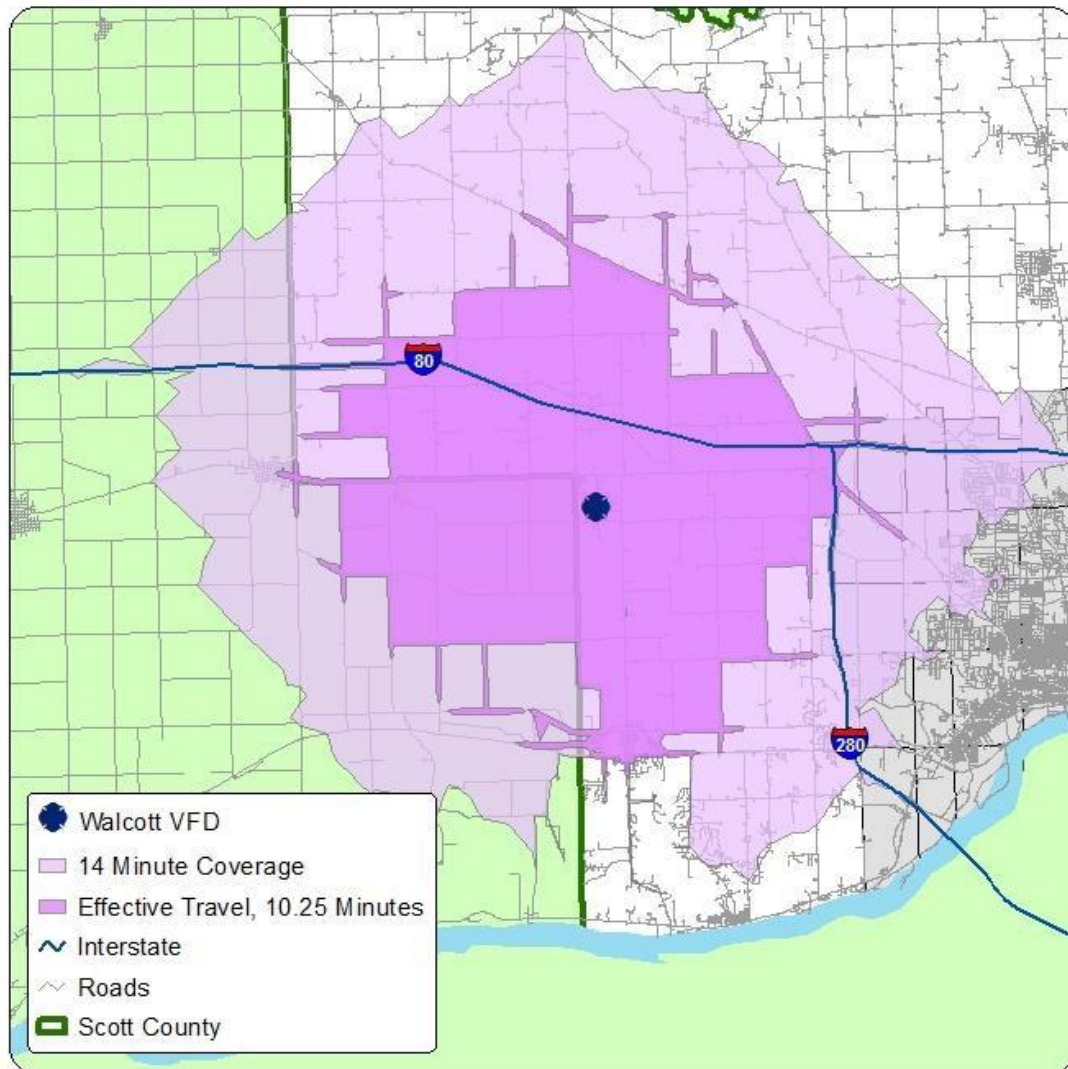 80
280
Walcott VFD
14 Minute Coverage
Effective Travel, 10.25 Minutes
Interstate
Roads
Scott County